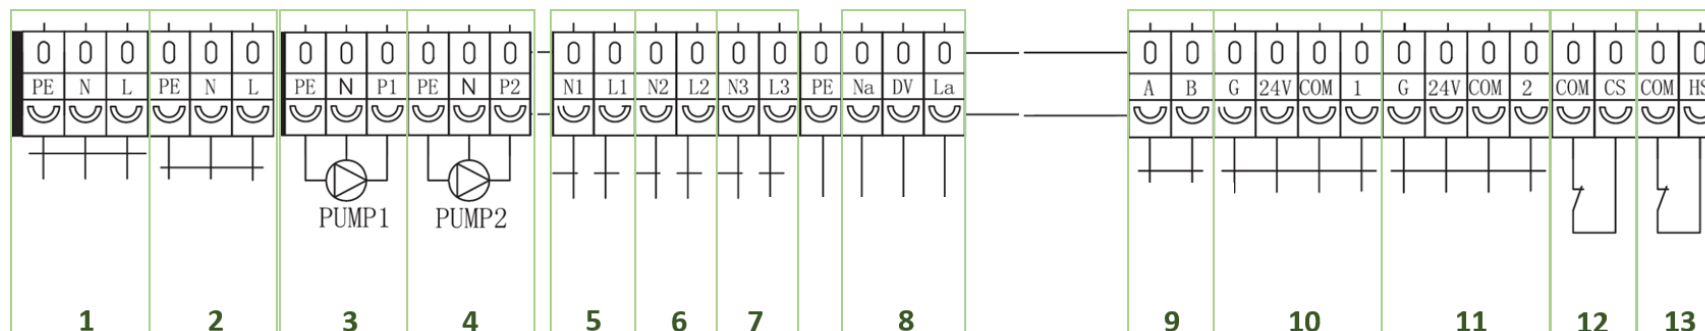 0 0 0 0 0 0 0 0 0 0 0 0 0 0 0 0 0 0 0 0 0 0 0 0 0 0 0 0 0 0 0 0 0 0 0 0
PE N L PE N L PE N P1 PE N P2 N1 L1 N2 L2 N3 L3 PE Na DV La A B G 24V COM 1 G 24V COM 2 COM CS COM HS
PUMP1 PUMP2
1 2 3 4 5 6 7 8 9 10 11 12 13